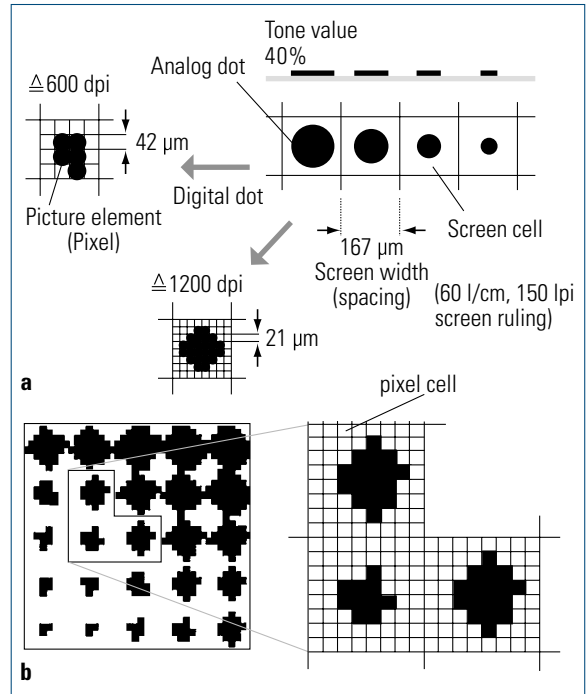 Tone value
40%
Analog dot
≙600 dpi
42 µm
Digital dot
Picture element
(Pixel)
Screen cell
167 µm
Screen width
(spacing)
(60 l/cm, 150 lpi
screen ruling)
≙1200 dpi
21 µm
a
pixel cell
b